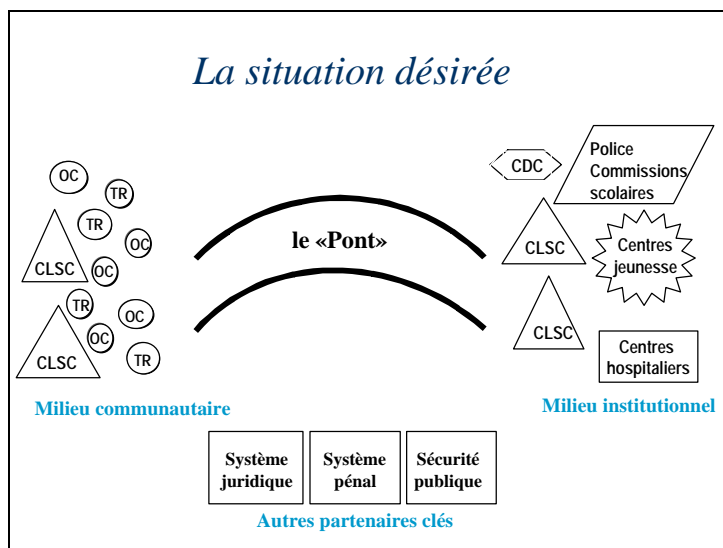 La situation désirée
OC
TR
TR
OC
CLSC
OC
TR
OC
OC
CLSC
TR
Milieu communautaire
le «Pont»
CDC
Police
Commissions
scolaires
CLSC
Centres
jeunesse
CLSC
Centres
hospitaliers
Milieu institutionnel
Système
juridique
Système
pénal
Sécurité
publique
Autres partenaires clés